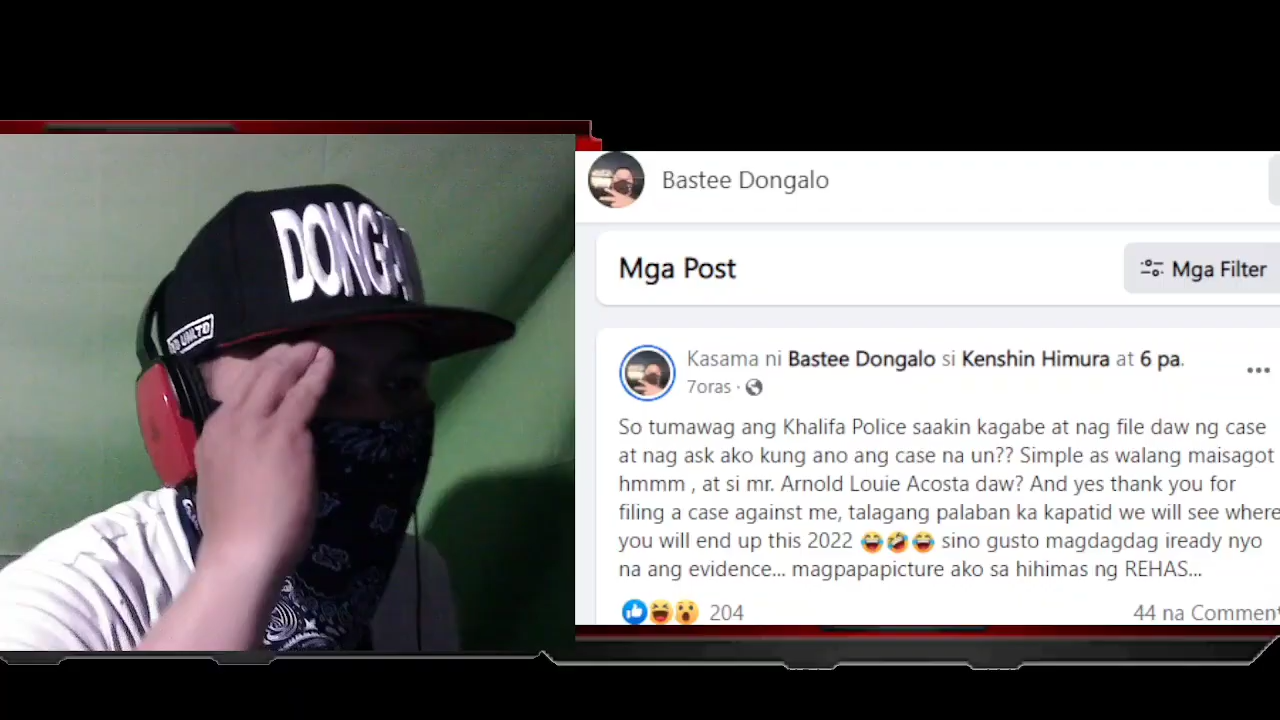 DONGA
UNLTD
Bastee Dongalo
Mga Post
Mga Filter
Kasama ni Bastee Dongalo si Kenshin Himura at 6 pa.
7oras ·
So tumawag ang Khalifa Police saakin kagabe at nag file daw ng case
at nag ask ako kung ano ang case na un?? Simple as walang maisagot
hmmm , at si mr. Arnold Louie Acosta daw? And yes thank you for
filing a case against me, talagang palaban ka kapatid we will see where
you will end up this 2022 😂🤣😂 sino gusto magdagdag iready nyo
na ang evidence... magpapapicture ako sa hihimas ng REHAS...
204
44 na Comment